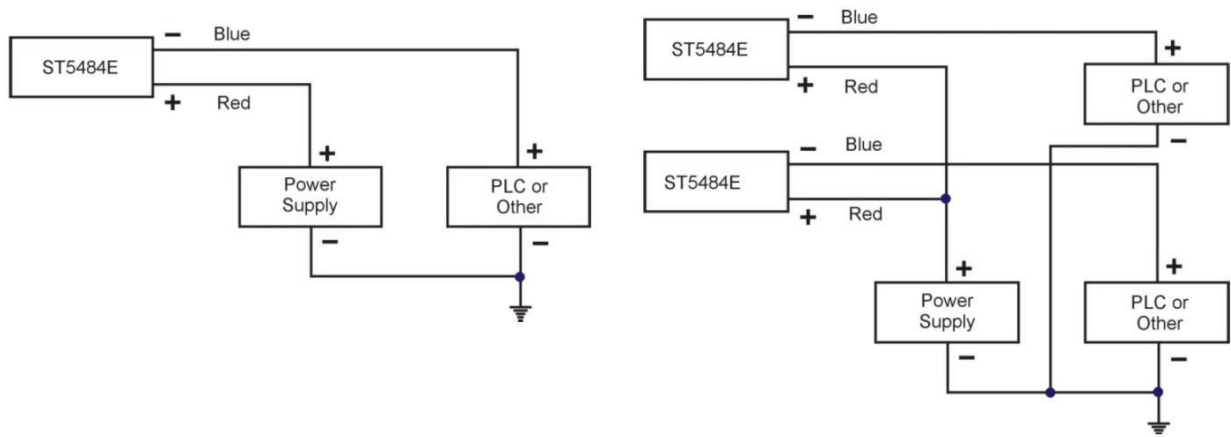 − Blue
ST5484E
+ Red
+ +
Power Supply
PLC or Other
− −
− Blue
ST5484E
+ Red
+
PLC or Other
−
− Blue
ST5484E
+ Red
+ +
Power Supply
PLC or Other
− −